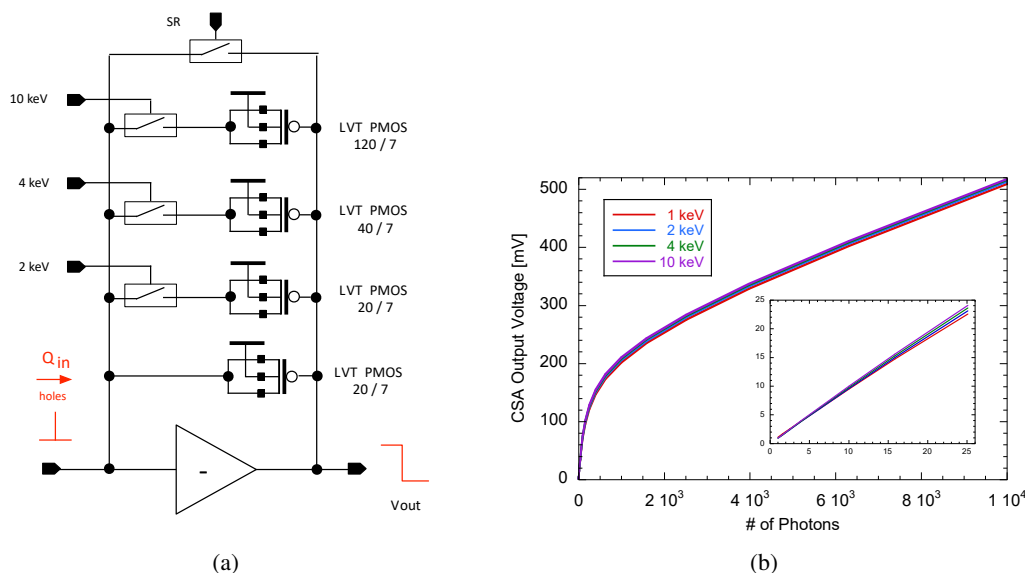 SR
10 keV
LVT PMOS
120 / 7
4 keV
LVT PMOS
40 / 7
2 keV
LVT PMOS
20 / 7
Q in
holes
LVT PMOS
20 / 7
-
Vout
(a)
CSA Output Voltage [mV]
500
400
300
200
100
0
1 keV
2 keV
4 keV
10 keV
25
20
15
10
5
0
0 5 10 15 20 25
0 2 10³ 4 10³ 6 10³ 8 10³ 1 10⁴
# of Photons
(b)